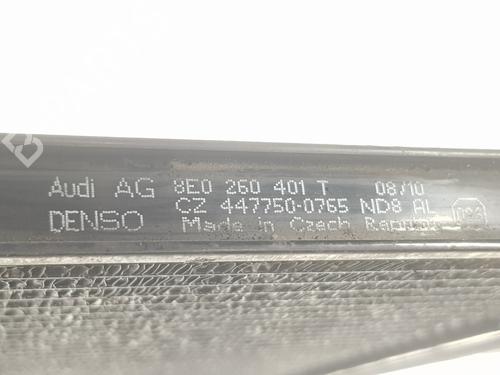 Audi AG 8E0 260 401 T 08/10
DENSO CZ 447750-0765 ND8 AL
Made in Czech Republic